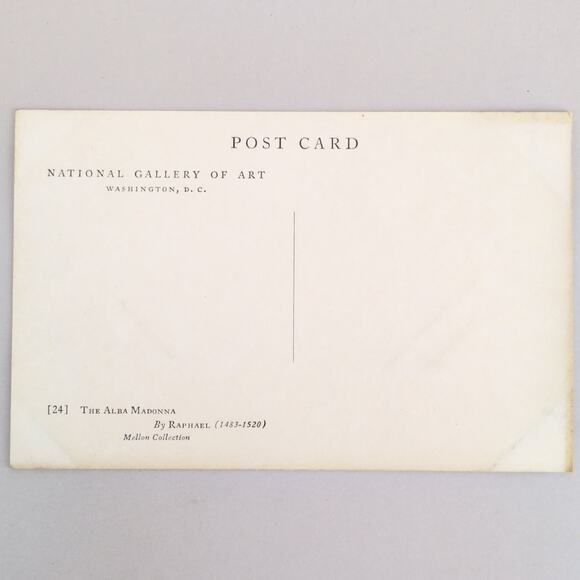 POST CARD
NATIONAL GALLERY OF ART
WASHINGTON, D. C.
[24] THE ALBA MADONNA
By RAPHAEL (1483-1520)
Mellon Collection